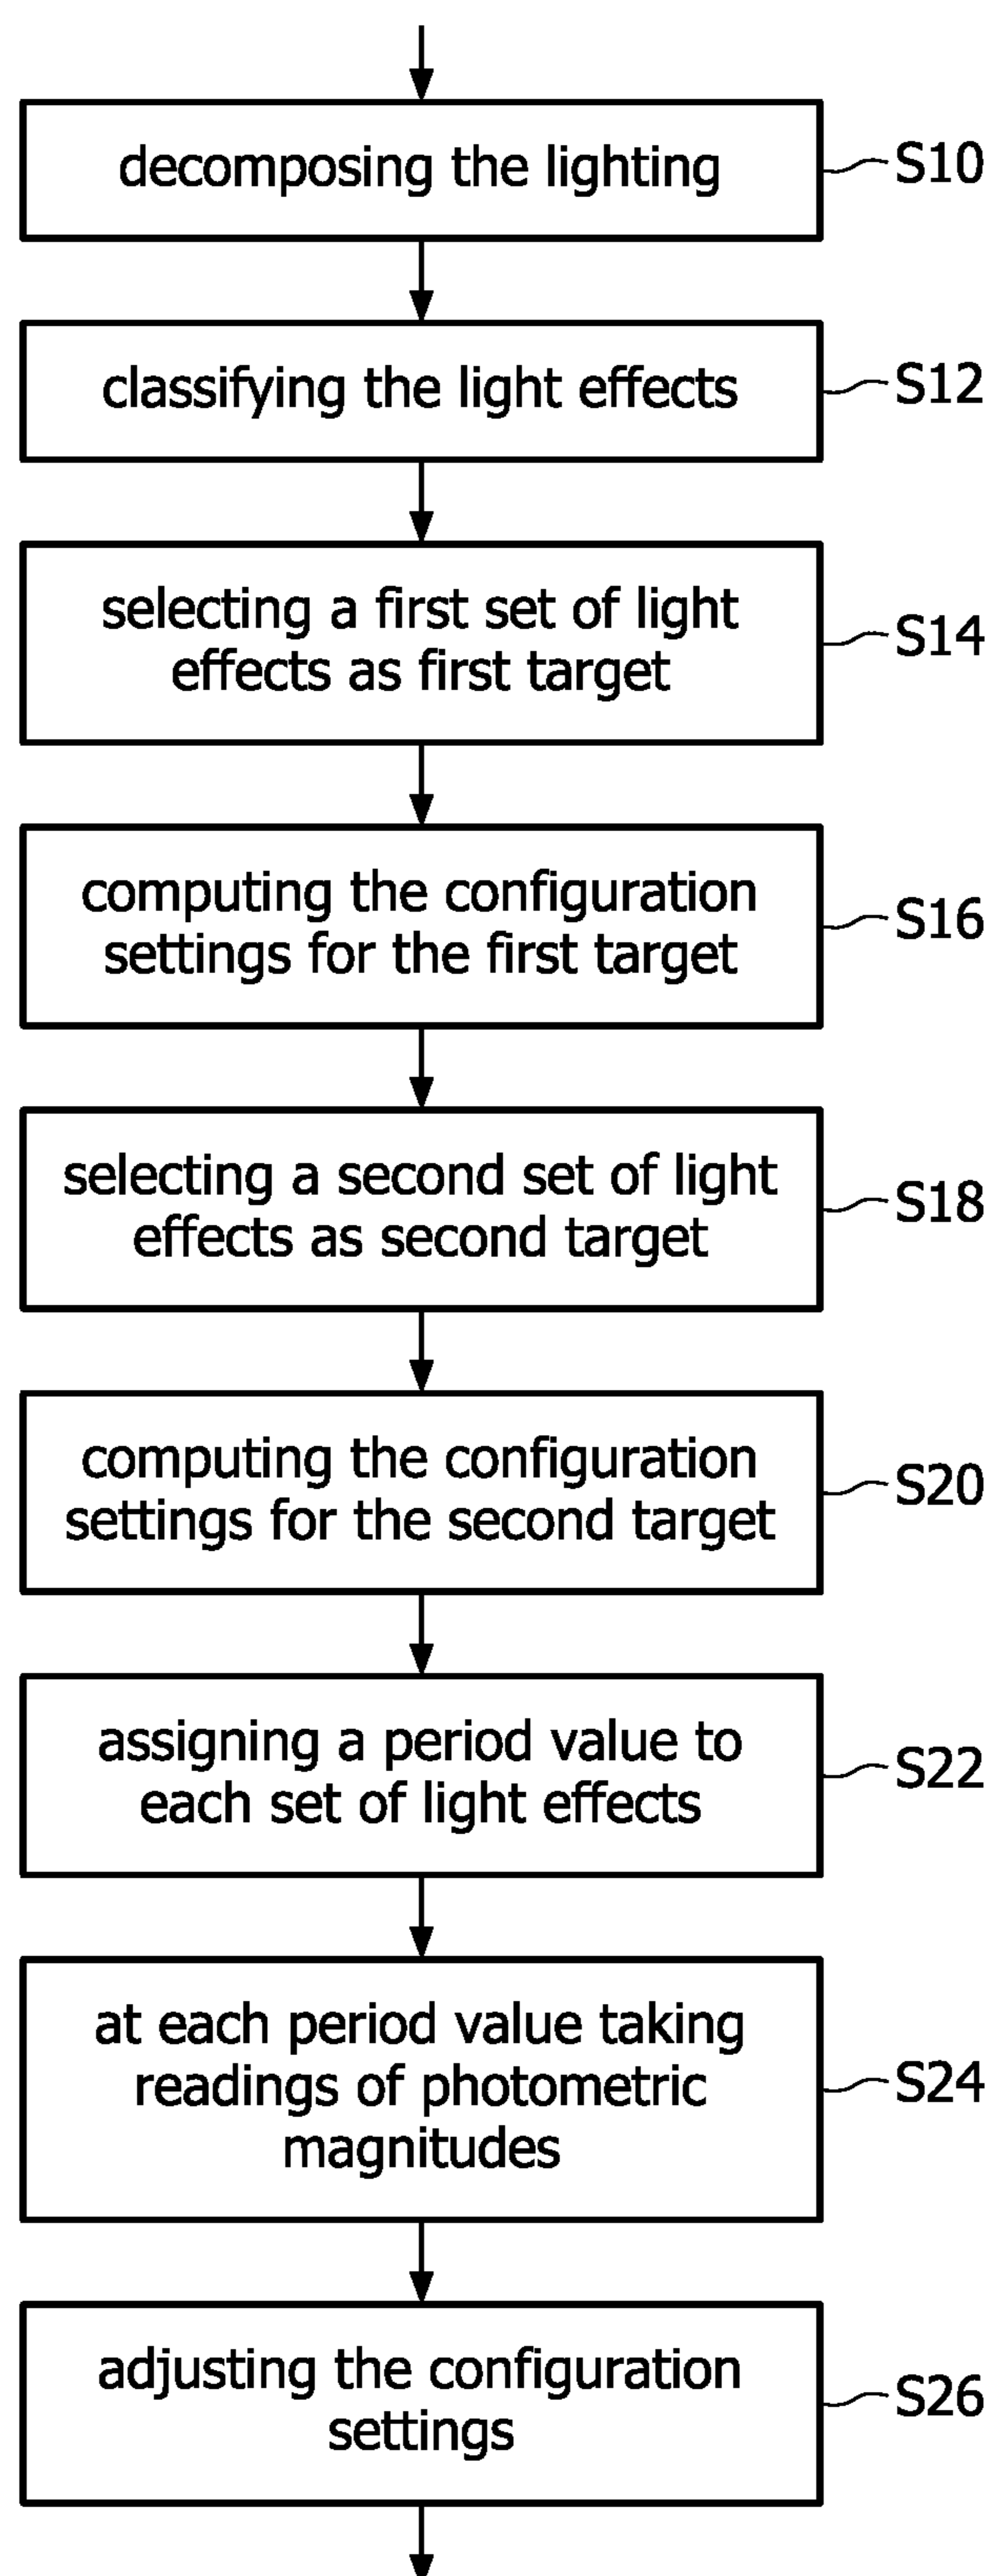 decomposing the lighting
S10
classifying the light effects
S12
selecting a first set of light
effects as first target
S14
computing the configuration
settings for the first target
S16
selecting a second set of light
effects as second target
S18
computing the configuration
settings for the second target
S20
assigning a period value to
each set of light effects
S22
at each period value taking
readings of photometric
magnitudes
S24
adjusting the configuration
settings
S26